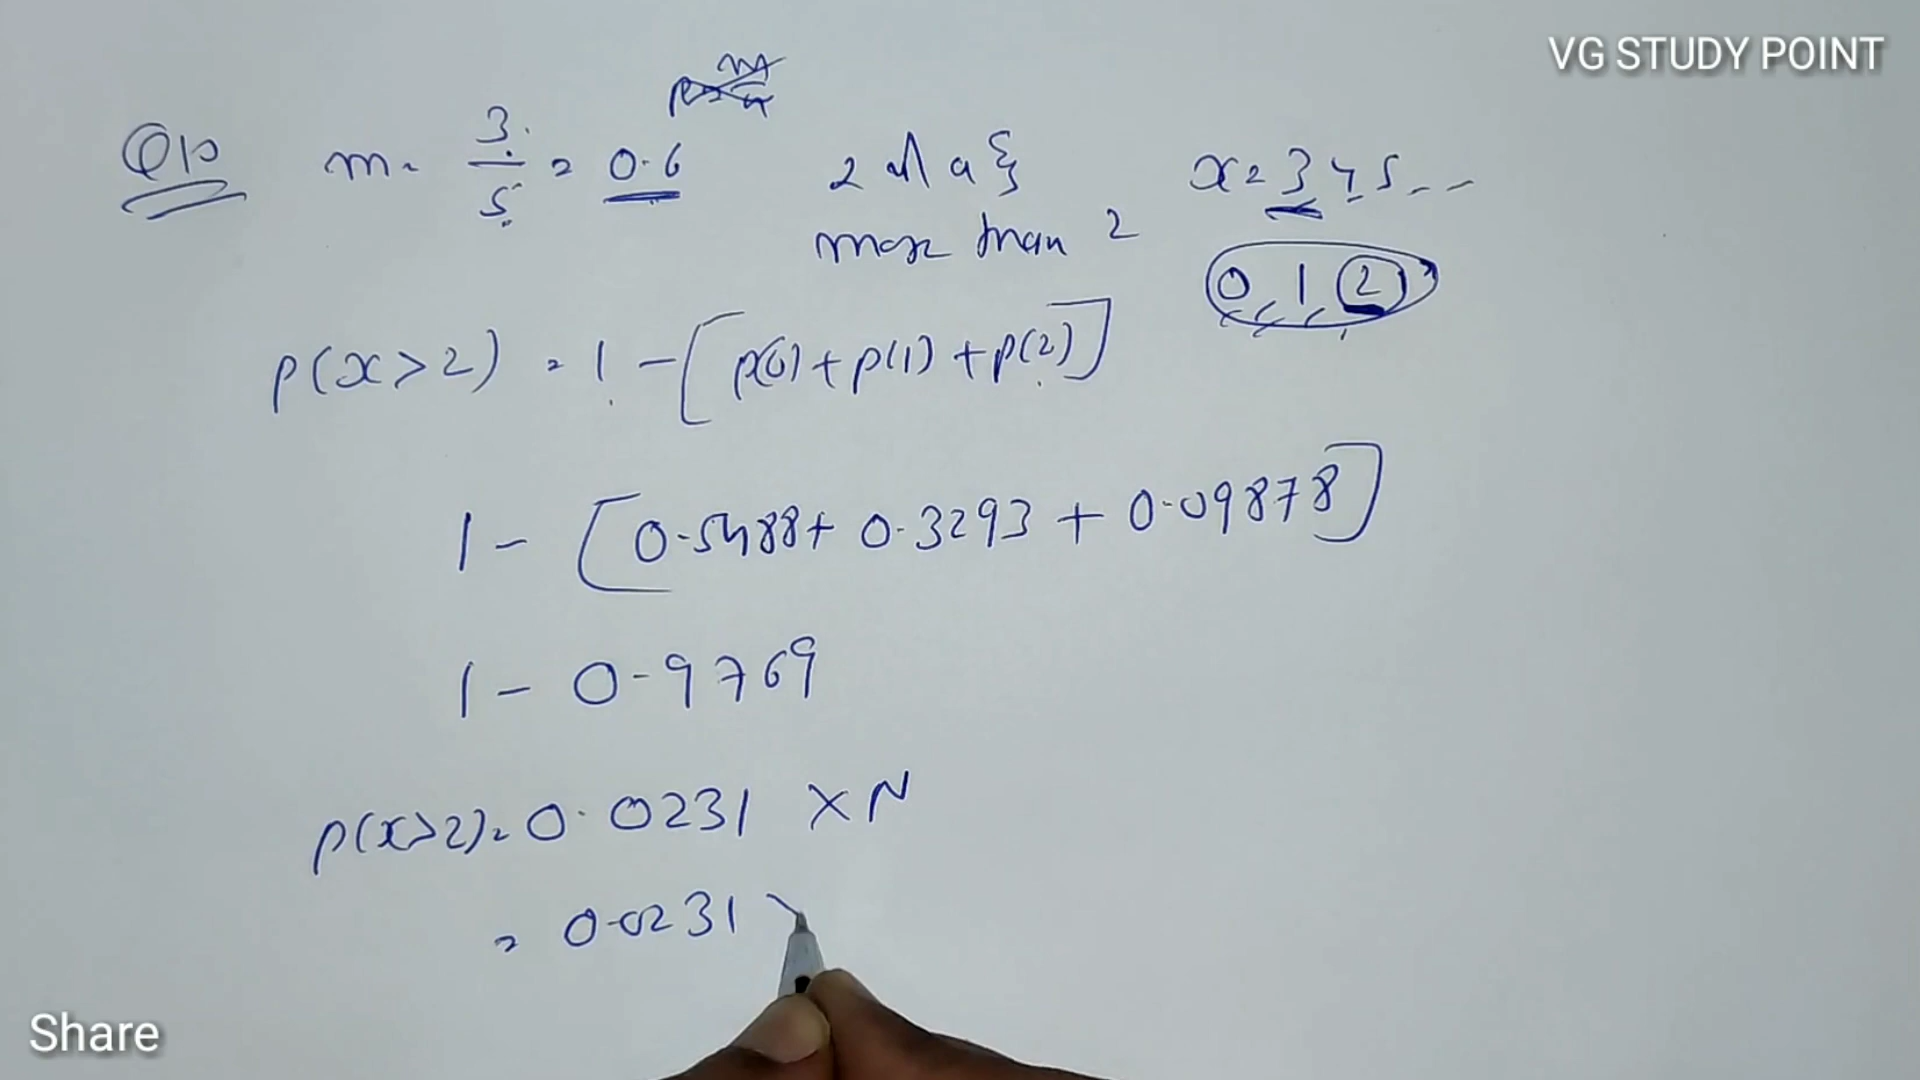 VG STUDY POINT
Q10 m = 3/5 = 0.6
more than 2
x = 3 4 5 ---
0, 1, 2
p(x>2) = 1 - [p(0) + p(1) + p(2)]
1 - [0.5488 + 0.3293 + 0.09878]
1 - 0.9769
p(x>2) = 0.0231 × N
= 0.0231
Share